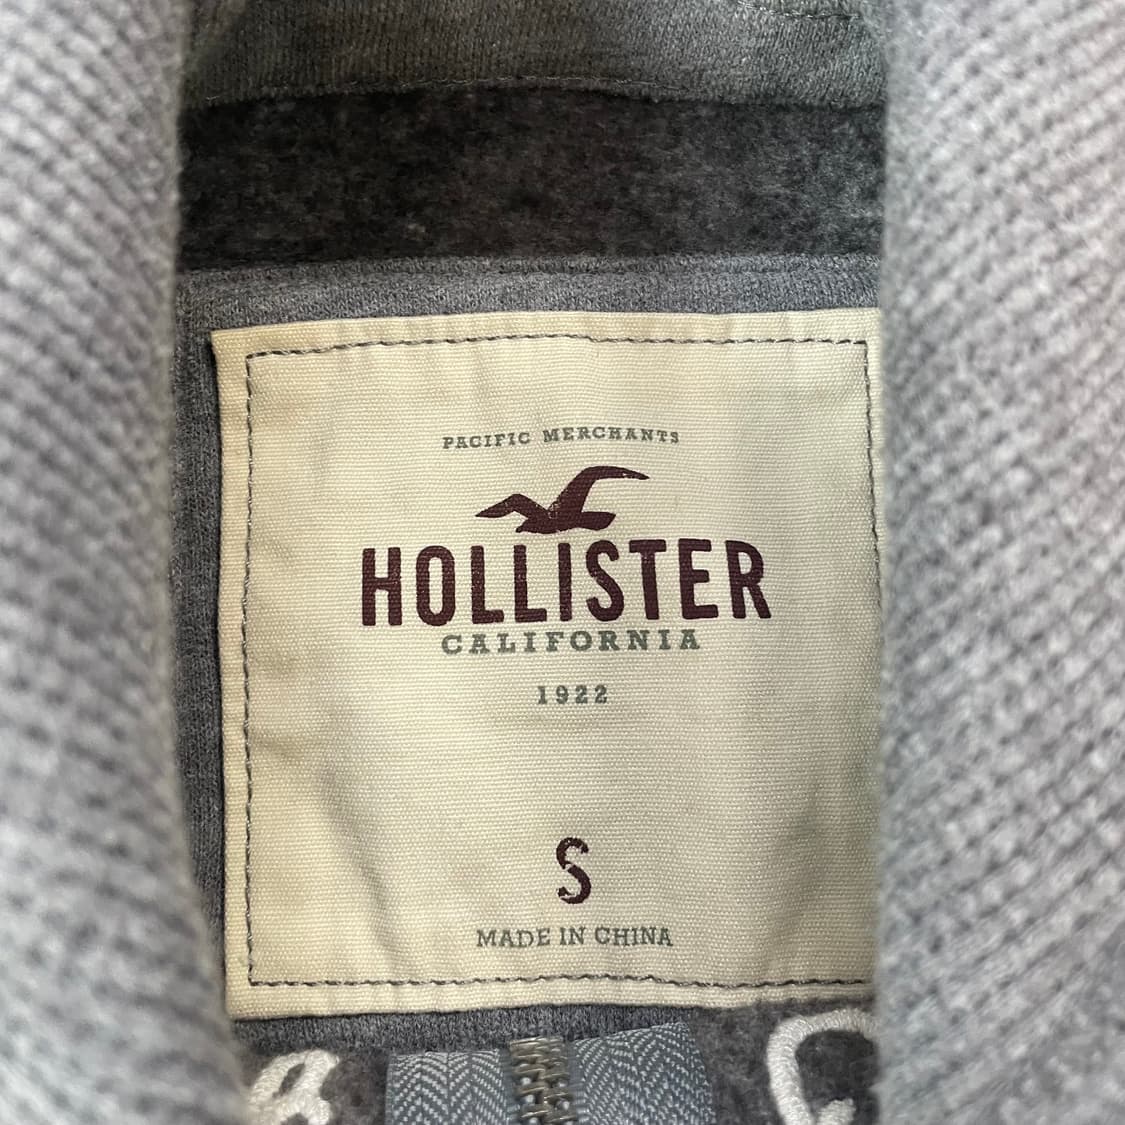 PACIFIC MERCHANTS
HOLLISTER
CALIFORNIA
1922
S
MADE IN CHINA